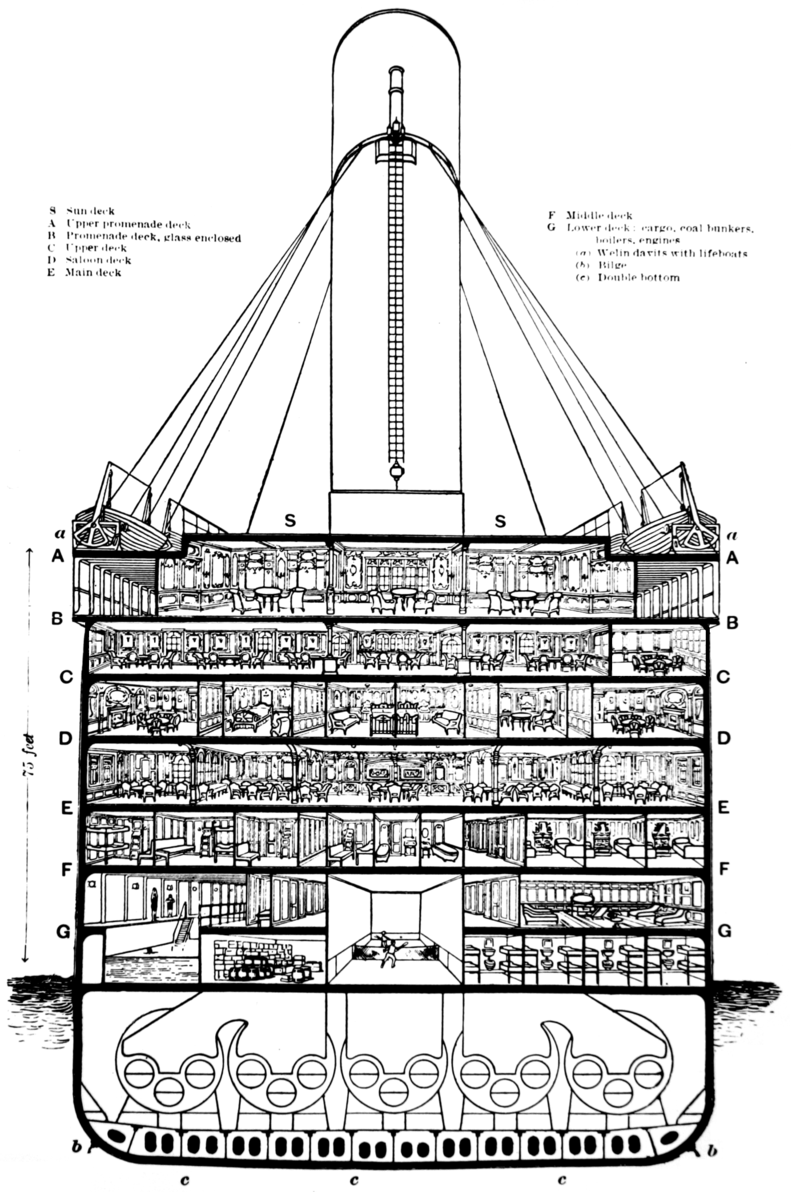 S Sun deck
A Upper promenade deck
B Promenade deck, glass enclosed
C Upper deck
D Saloon deck
E Main deck
F Middle deck
G Lower deck: cargo, coal bunkers,
boilers, engines
(a) Welin davits with lifeboats
(b) Bilge
(c) Double bottom
S S
a a
A A
B B
C C
D D
75 feet
E E
F F
G G
b b
c c c